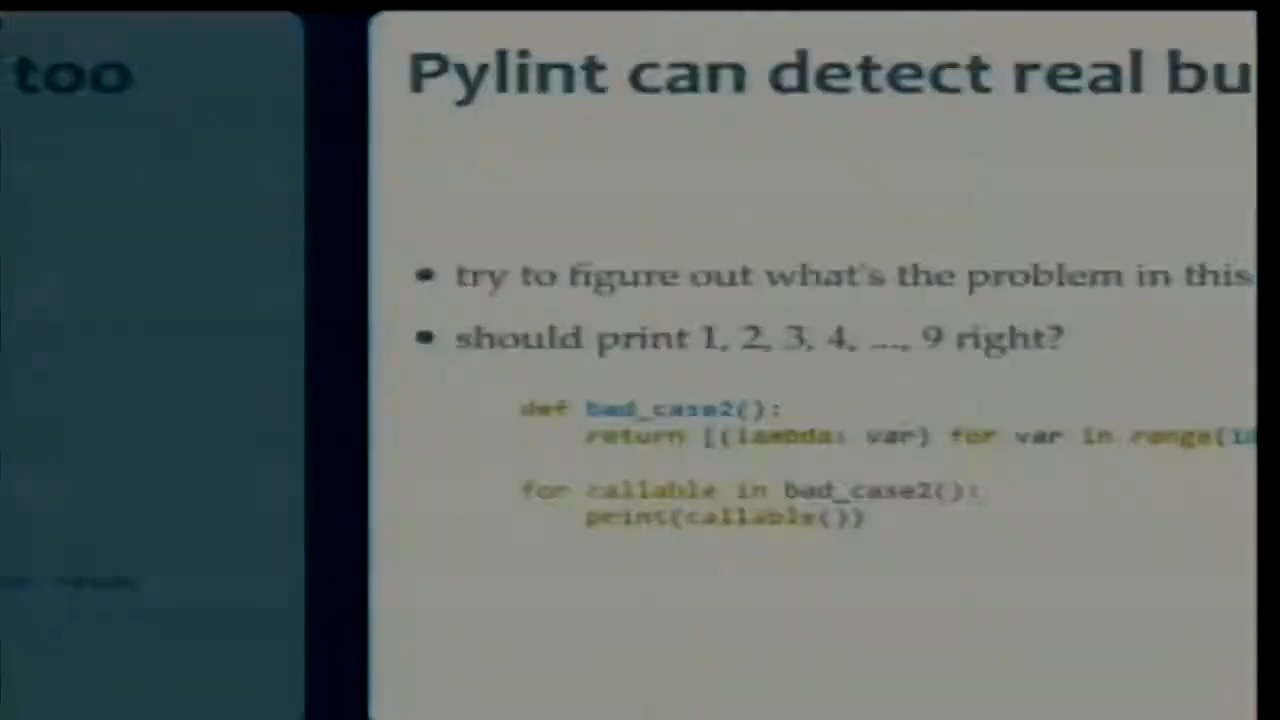 too
Pylint can detect real bu
• try to figure out what's the problem in this
• should print 1, 2, 3, 4, ..., 9 right?
def bad_case2():
return [(lambda: var) for var in range(10
for callable in bad_case2():
print(callable())